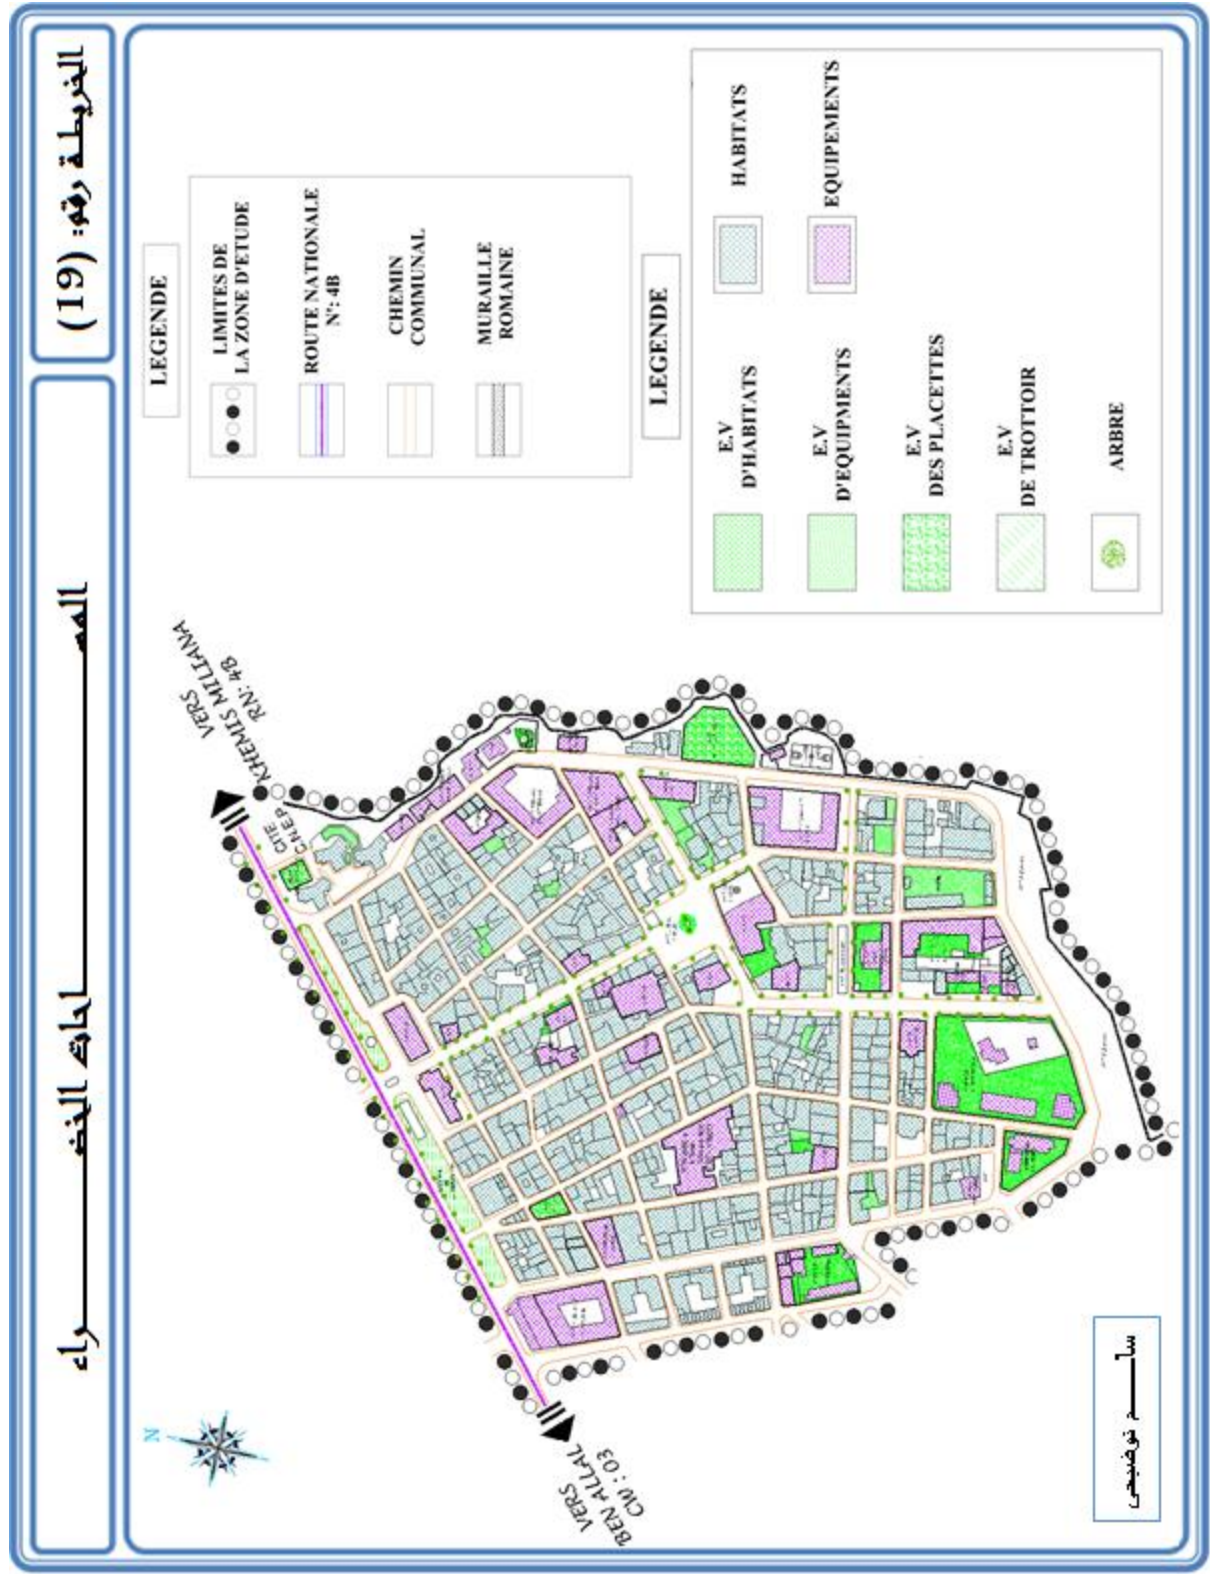 الخريطة رقم: (19)
المساحات الخضراء
LEGENDE
LIMITES DE
LA ZONE D'ETUDE
ROUTE NATIONALE
N°: 4B
CHEMIN
COMMUNAL
MURAILLE
ROMAINE
LEGENDE
E.V
D'HABITATS
E.V
D'EQUIPMENTS
E.V
DES PLACETTES
E.V
DE TROTTOIR
ARBRE
HABITATS
EQUIPEMENTS
VERS
KHEMIS MILIANA
RN: 4B
CITE
C.N.E.P
VERS
BEN ALLAL
CW : 03
N
سلم توضيحي